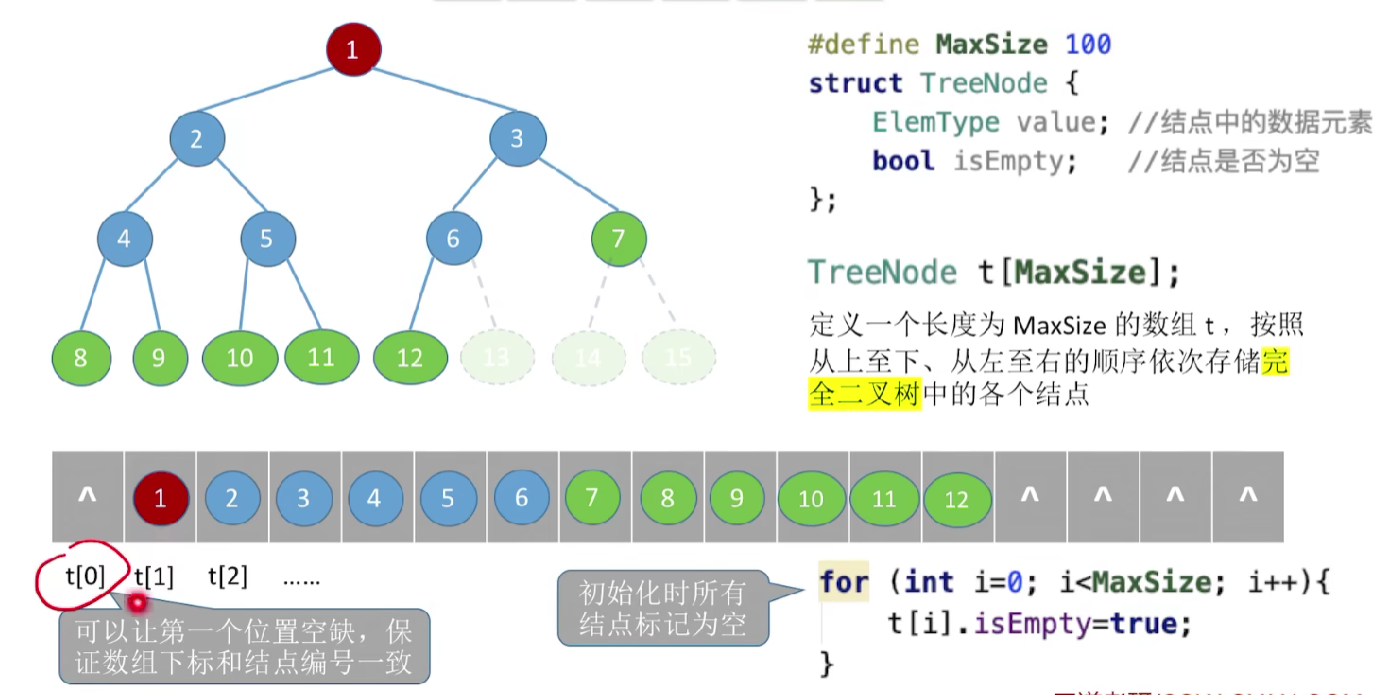 1
2 3
4 5 6 7
8 9 10 11 12 13 14 15
#define MaxSize 100
struct TreeNode {
ElemType value; //结点中的数据元素
bool isEmpty; //结点是否为空
};
TreeNode t[MaxSize];
定义一个长度为 MaxSize 的数组 t ，按照
从上至下、从左至右的顺序依次存储完
全二叉树中的各个结点
^ 1 2 3 4 5 6 7 8 9 10 11 12 ^ ^ ^ ^
t[0] t[1] t[2] ……
可以让第一个位置空缺，保
证数组下标和结点编号一致
初始化时所有
结点标记为空
for (int i=0; i<MaxSize; i++){
t[i].isEmpty=true;
}